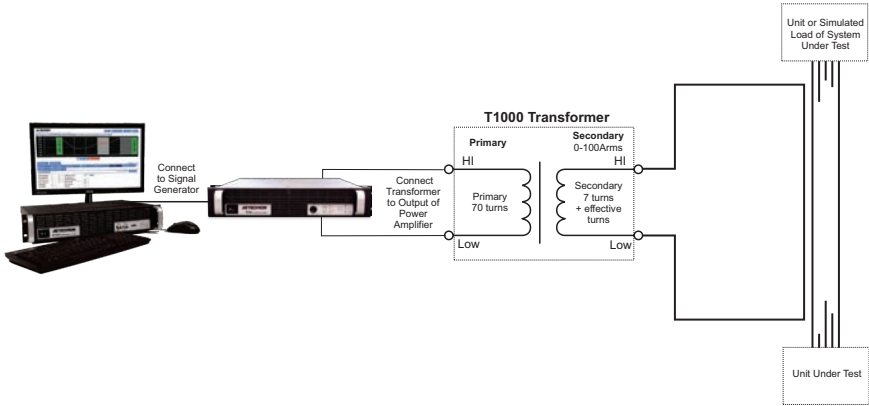 Unit or Simulated
Load of System
Under Test
T1000 Transformer
Primary
Secondary
0-100Arms
HI
HI
Connect
to Signal
Generator
Connect
Transformer
to Output of
Power
Amplifier
Primary
70 turns
Secondary
7 turns
+ effective
turns
Low
Low
Unit Under Test